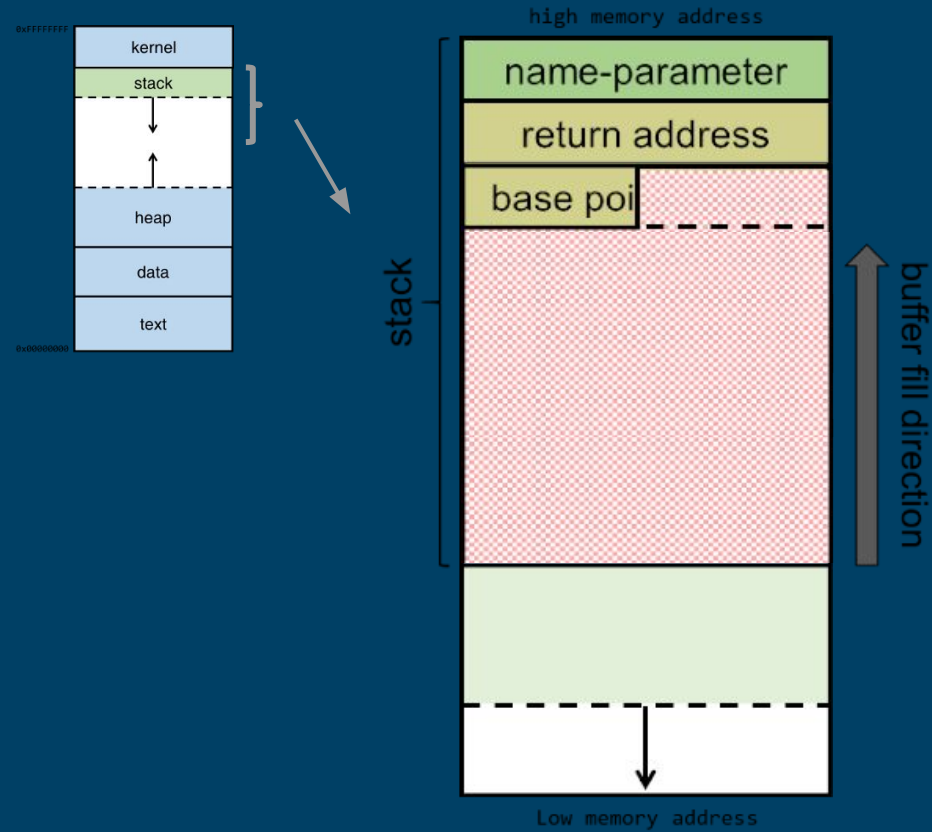 high memory address
0xFFFFFFFF
kernel
stack
heap
data
text
0x00000000
name-parameter
return address
base poi
stack
buffer fill direction
Low memory address